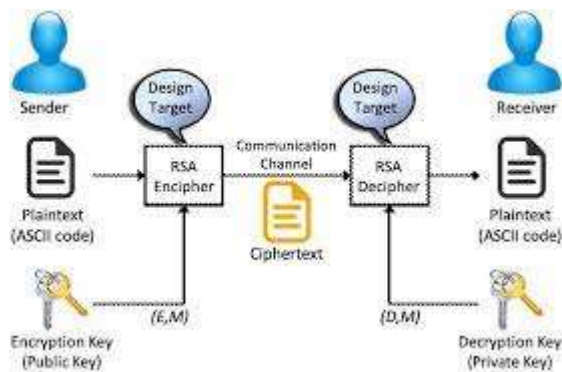 Sender
Design
Target
Design
Target
Receiver
RSA
Encipher
Communication
Channel
RSA
Decipher
Plaintext
(ASCII code)
Ciphertext
Plaintext
(ASCII code)
(E,M)
(D,M)
Encryption Key
(Public Key)
Decryption Key
(Private Key)